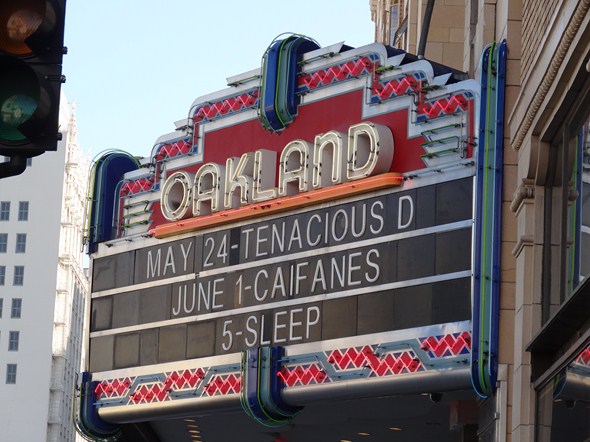 OAKLAND
MAY 24-TENACIOUS D
JUNE 1-CAIFANES
5-SLEEP